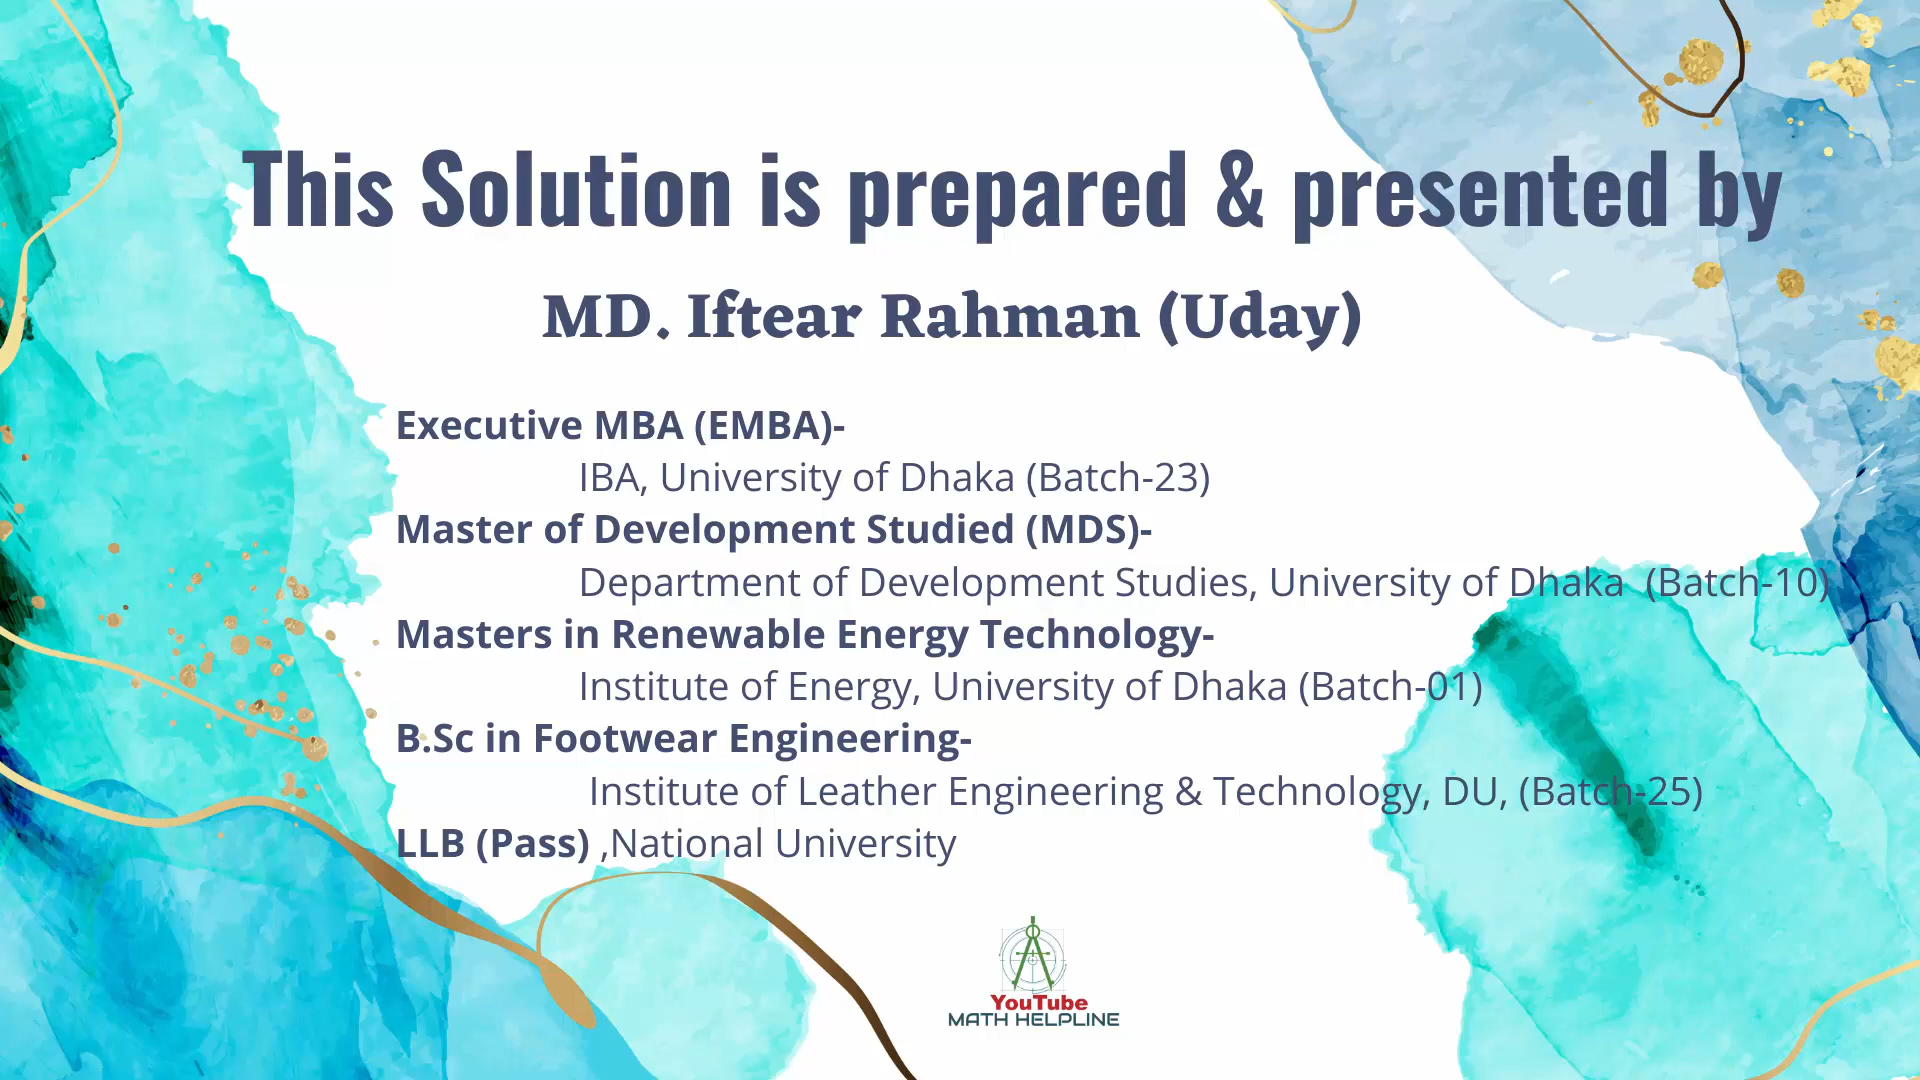 This Solution is prepared & presented by
MD. Iftear Rahman (Uday)
Executive MBA (EMBA)-
IBA, University of Dhaka (Batch-23)
Master of Development Studied (MDS)-
Department of Development Studies, University of Dhaka (Batch-10)
Masters in Renewable Energy Technology-
Institute of Energy, University of Dhaka (Batch-01)
B.Sc in Footwear Engineering-
Institute of Leather Engineering & Technology, DU, (Batch-25)
LLB (Pass) ,National University
YouTube
MATH HELPLINE